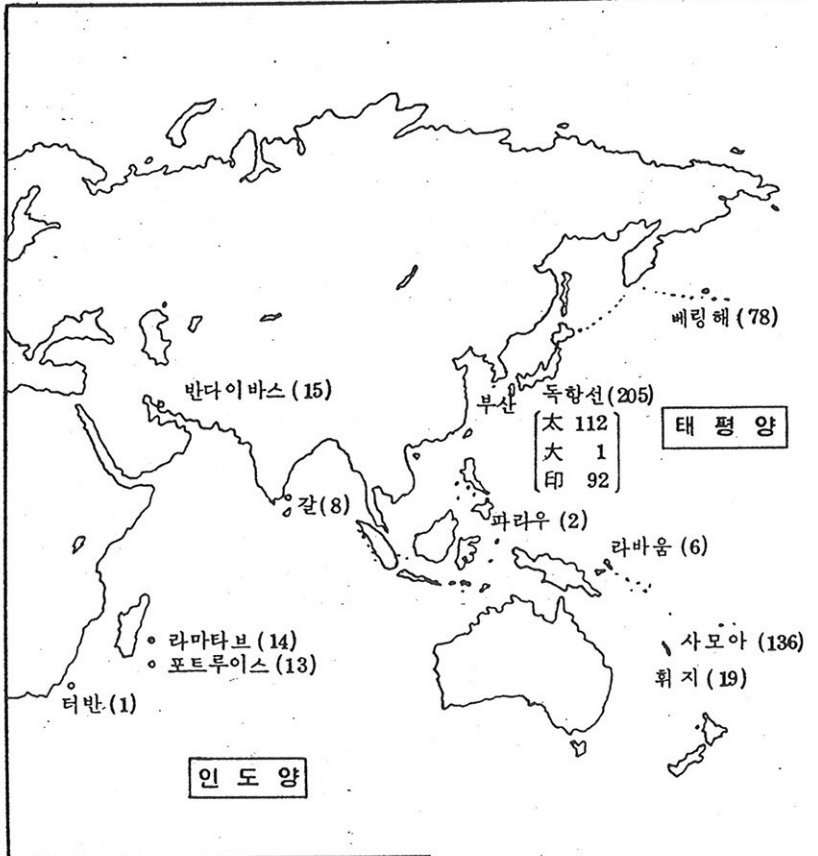 베링해 (78)
반다이바스 (15)
부산
독항선(205)
太 112
大 1
印 92
태 평 양
갈(8)
파라우 (2)
라바움 (6)
라마타브 (14)
포트루이스 (13)
사모아 (136)
휘지 (19)
터반 (1)
인 도 양